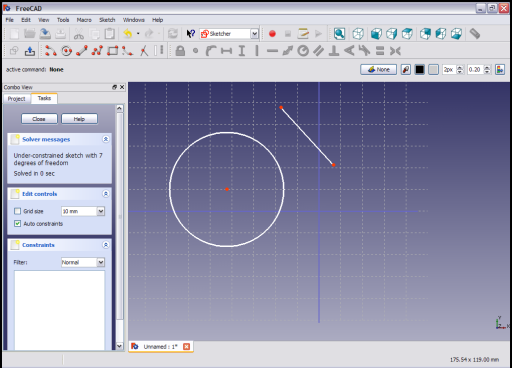 FreeCAD
File Edit View Tools Macro Sketch Windows Help
Sketcher
active command: None
None
2px
0.20
Combo View
Project Tasks
Close Help
Solver messages
Under-constrained sketch with 7
degrees of freedom
Solved in 0 sec
Edit controls
Grid size 10 mm
Auto constraints
Constraints
Filter: Normal
Y
Z X
Unnamed : 1*
175.54 x 119.00 mm